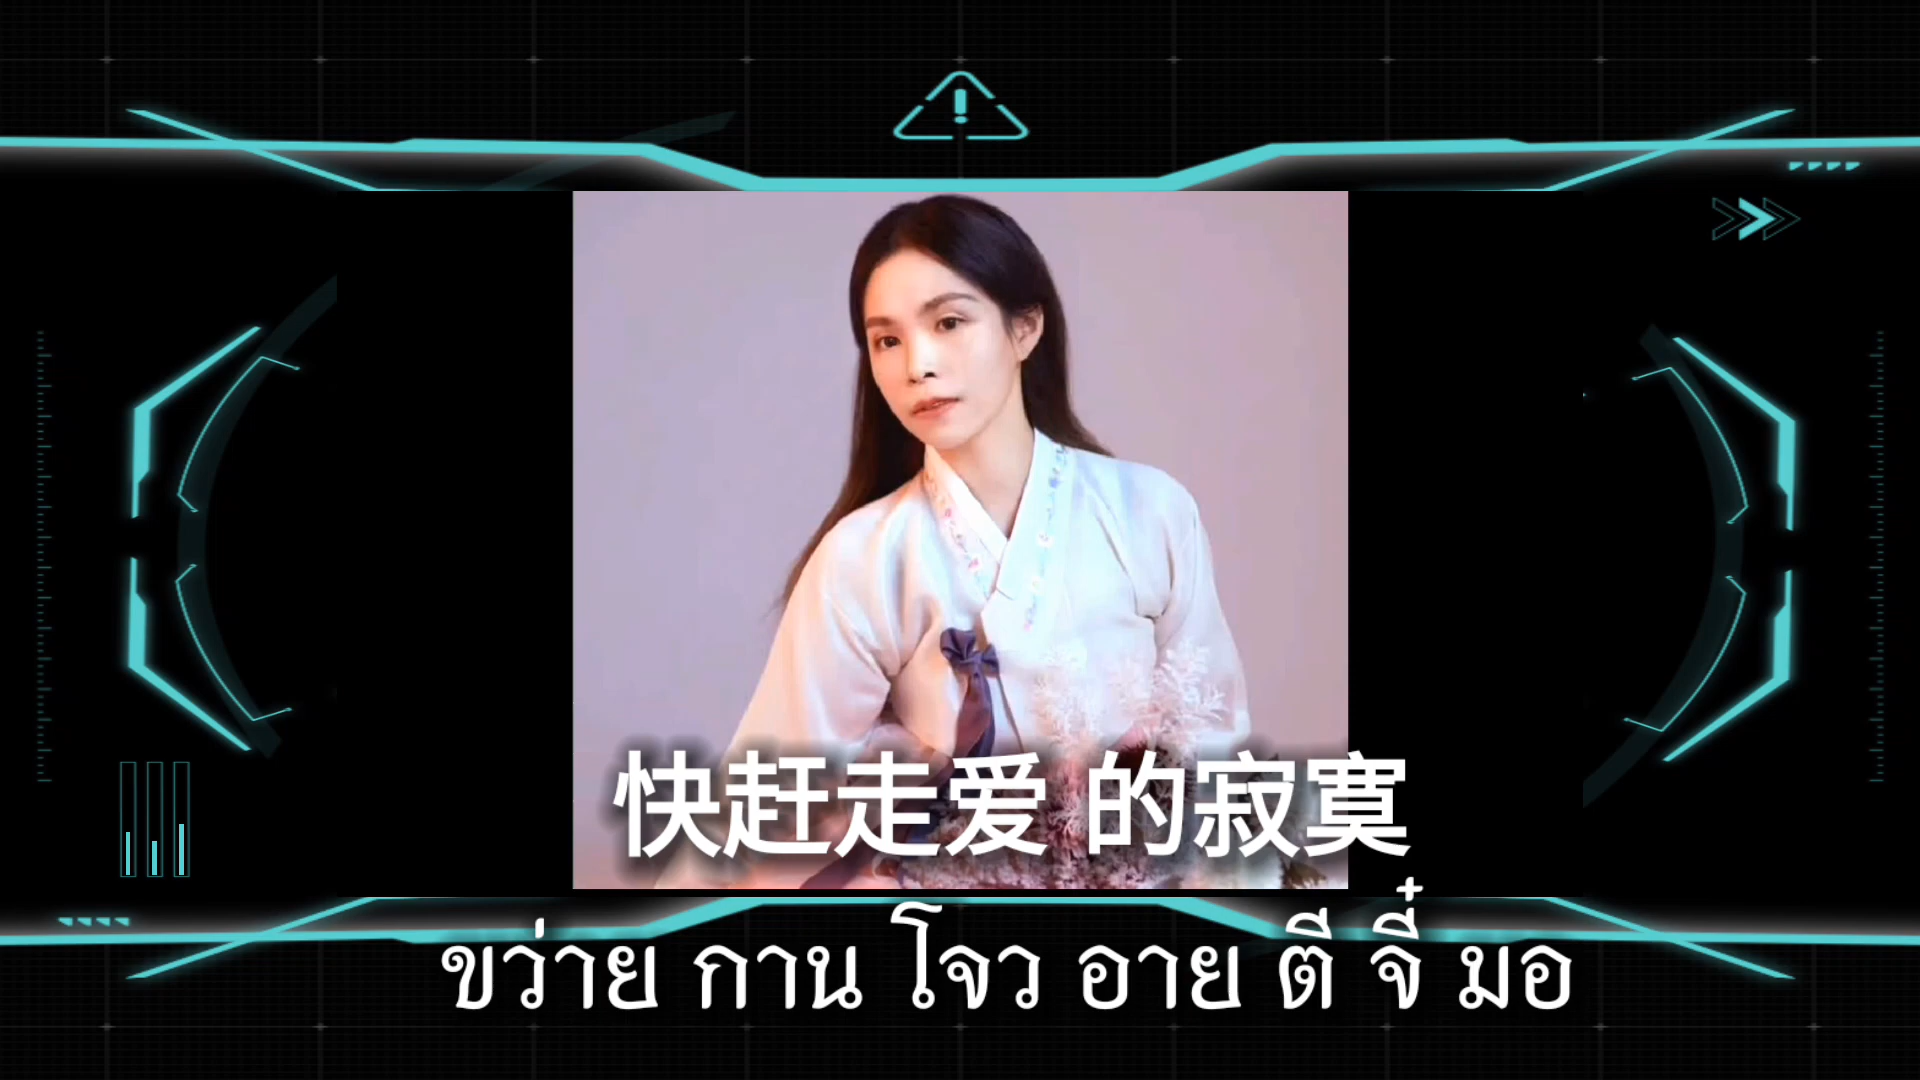 快赶走爱 的寂寞
ขว่าย กาน โจว อาย ตี จี๋ มอ